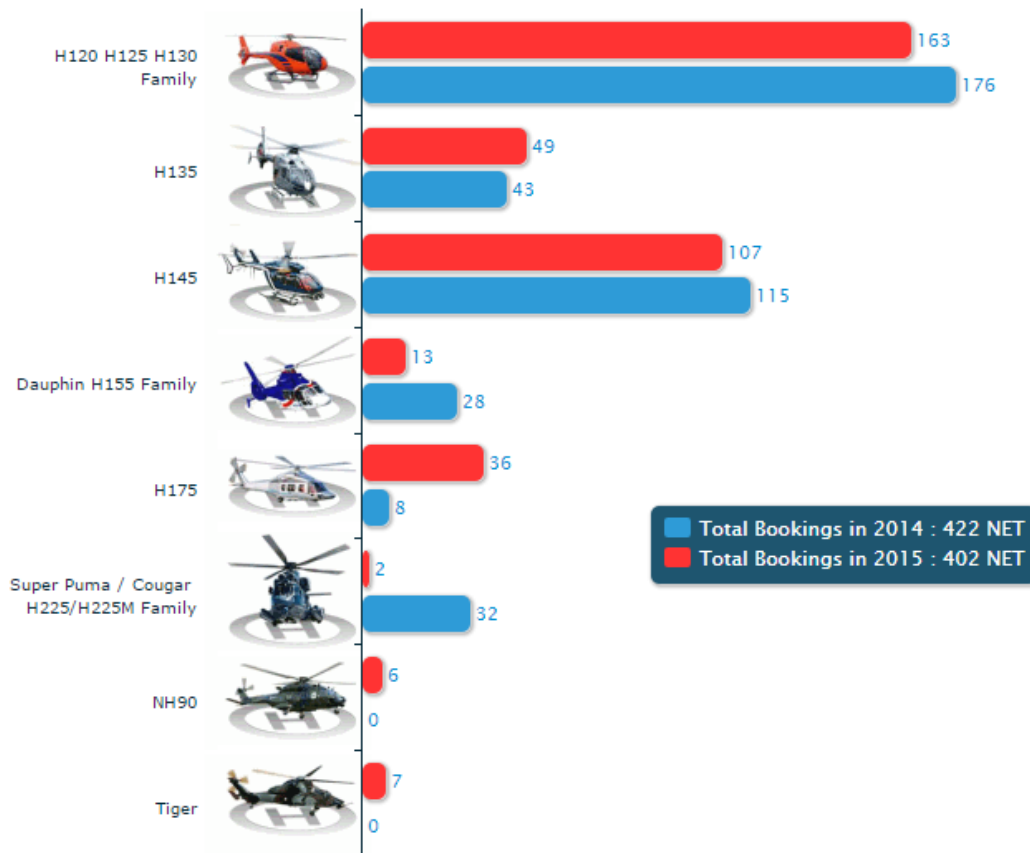 H120 H125 H130
Family
163
176
H135
49
43
H145
107
115
Dauphin H155 Family
13
28
H175
36
8
Total Bookings in 2014 : 422 NET
Total Bookings in 2015 : 402 NET
Super Puma / Cougar
H225/H225M Family
2
32
NH90
6
0
Tiger
7
0